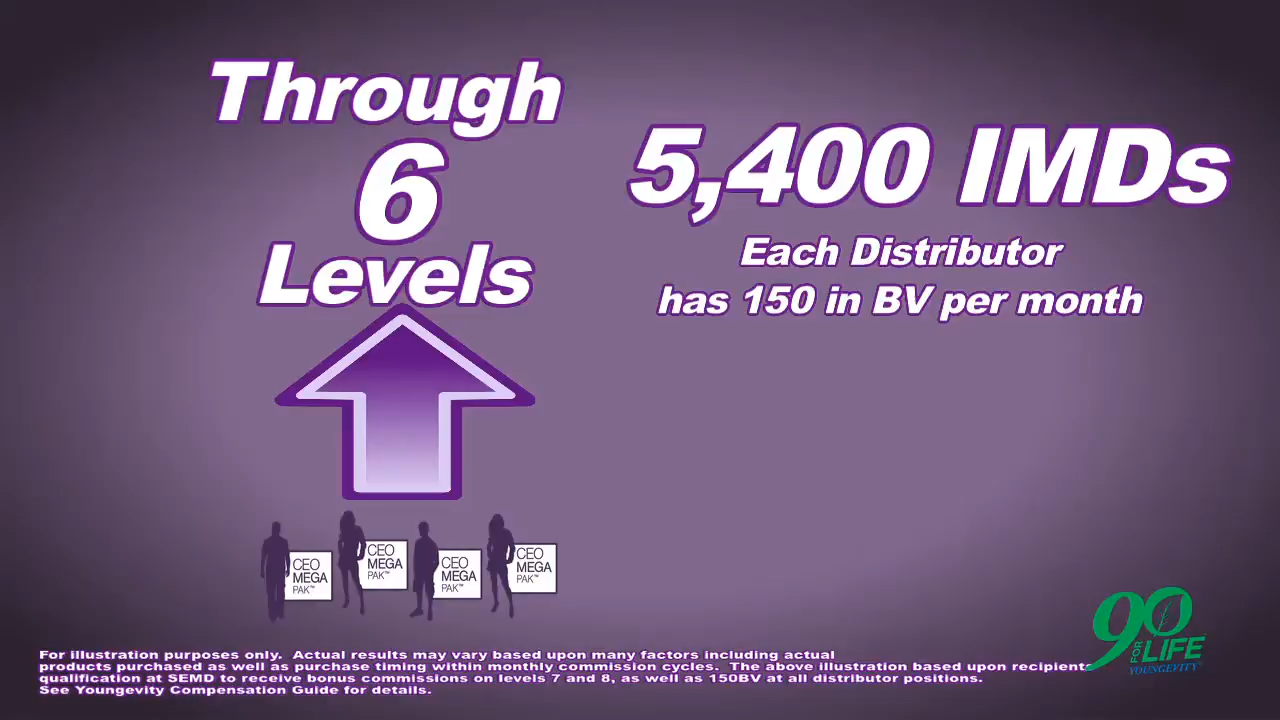 Through
6
Levels
5,400 IMDs
Each Distributor
has 150 in BV per month
CEO
MEGA
PAK™
CEO
MEGA
PAK™
CEO
MEGA
PAK™
CEO
MEGA
PAK™
90
FOR
LIFE
YOUNGEVITY
For illustration purposes only. Actual results may vary based upon many factors including actual
products purchased as well as purchase timing within monthly commission cycles. The above illustration based upon recipients
qualification at SEMD to receive bonus commissions on levels 7 and 8, as well as 150BV at all distributor positions.
See Youngevity Compensation Guide for details.